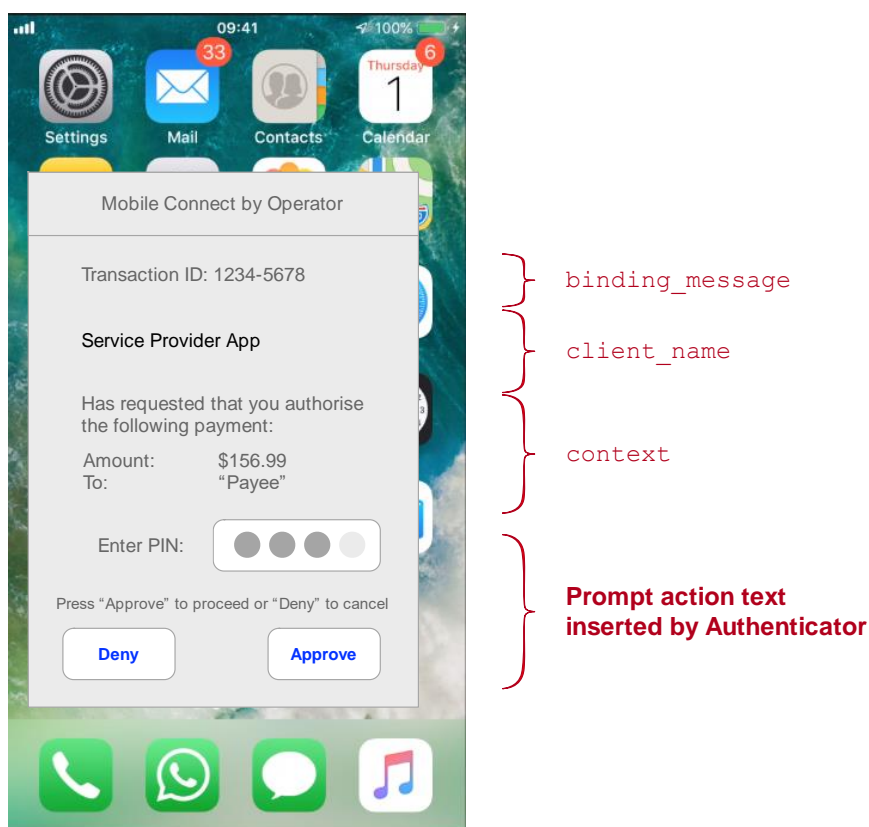 09:41
100%
33
6
Thursday
1
Settings
Mail
Contacts
Calendar
Mobile Connect by Operator
Transaction ID: 1234-5678
binding_message
Service Provider App
client_name
Has requested that you authorise
the following payment:
Amount: $156.99
To: “Payee”
context
Enter PIN:
Press “Approve” to proceed or “Deny” to cancel
Deny
Approve
Prompt action text
inserted by Authenticator